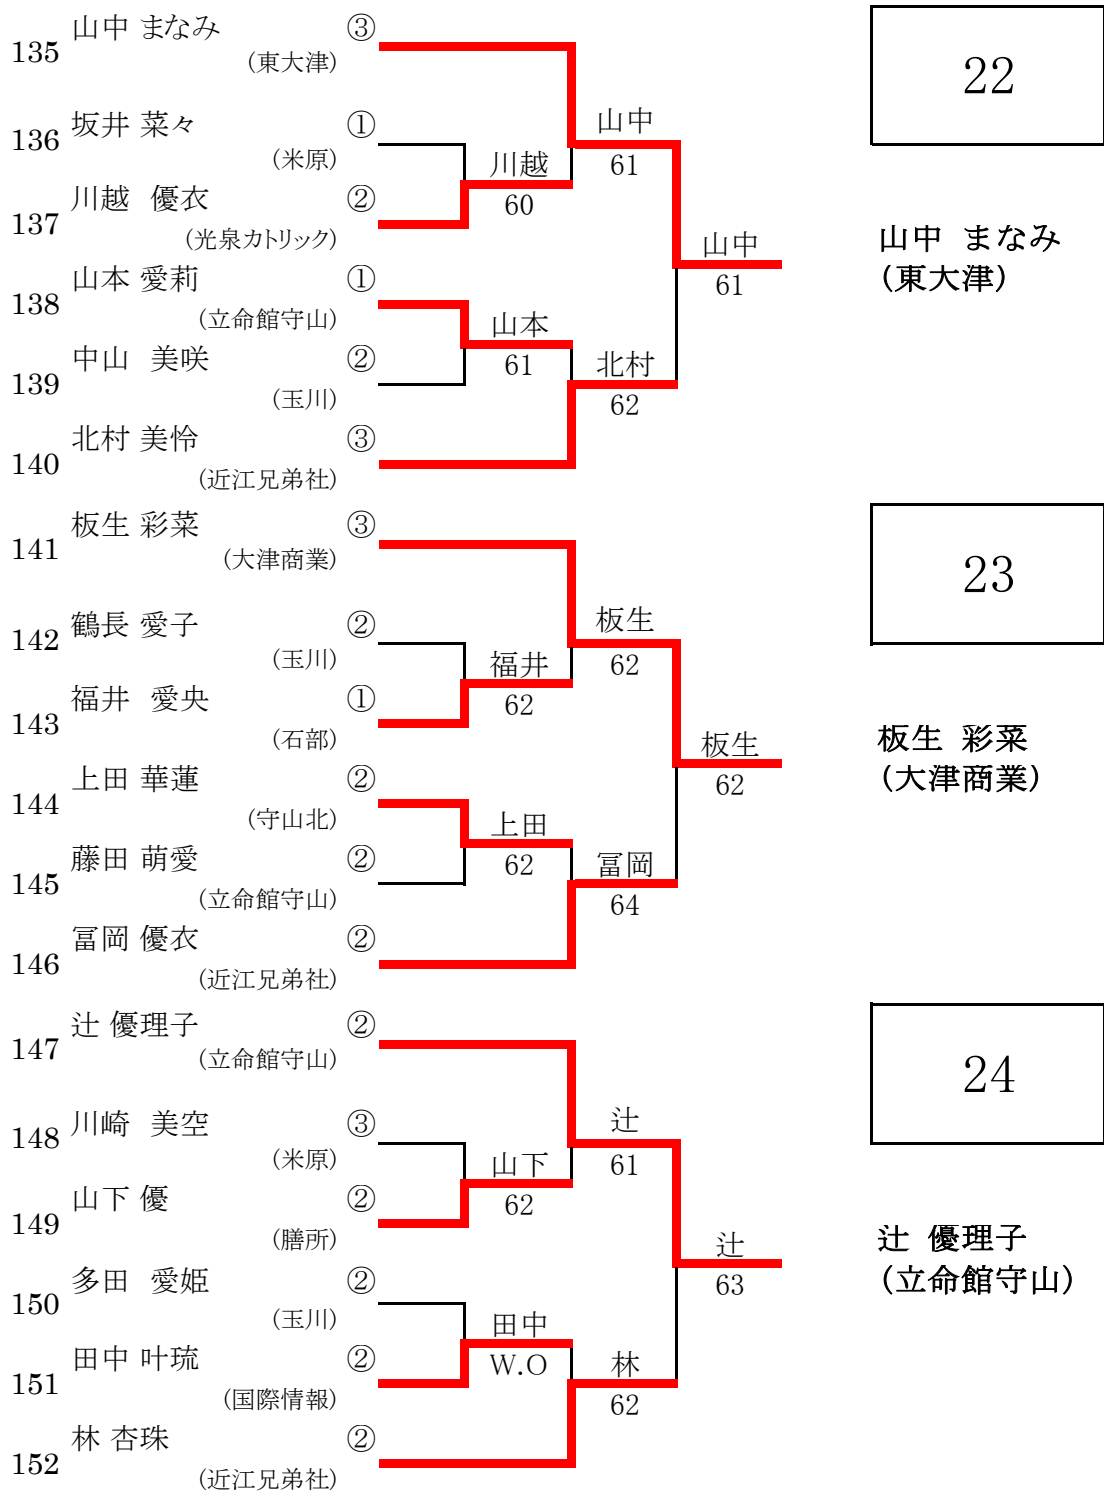 135 山中 まなみ ③
(東大津)
136 坂井 菜々 ①
(米原)
137 川越 優衣 ②
(光泉カトリック)
138 山本 愛莉 ①
(立命館守山)
139 中山 美咲 ②
(玉川)
140 北村 美怜 ③
(近江兄弟社)
川越
60
山本
61
山中
61
北村
62
山中
61
22
山中 まなみ
(東大津)
141 板生 彩菜 ③
(大津商業)
142 鶴長 愛子 ②
(玉川)
143 福井 愛央 ①
(石部)
144 上田 華蓮 ②
(守山北)
145 藤田 萌愛 ②
(立命館守山)
146 冨岡 優衣 ②
(近江兄弟社)
福井
62
上田
62
板生
62
冨岡
64
板生
62
23
板生 彩菜
(大津商業)
147 辻 優理子 ②
(立命館守山)
148 川崎 美空 ③
(米原)
149 山下 優 ②
(膳所)
150 多田 愛姫 ②
(玉川)
151 田中 叶琉 ②
(国際情報)
152 林 杏珠 ②
(近江兄弟社)
山下
62
田中
W.O
辻
61
林
62
辻
63
24
辻 優理子
(立命館守山)